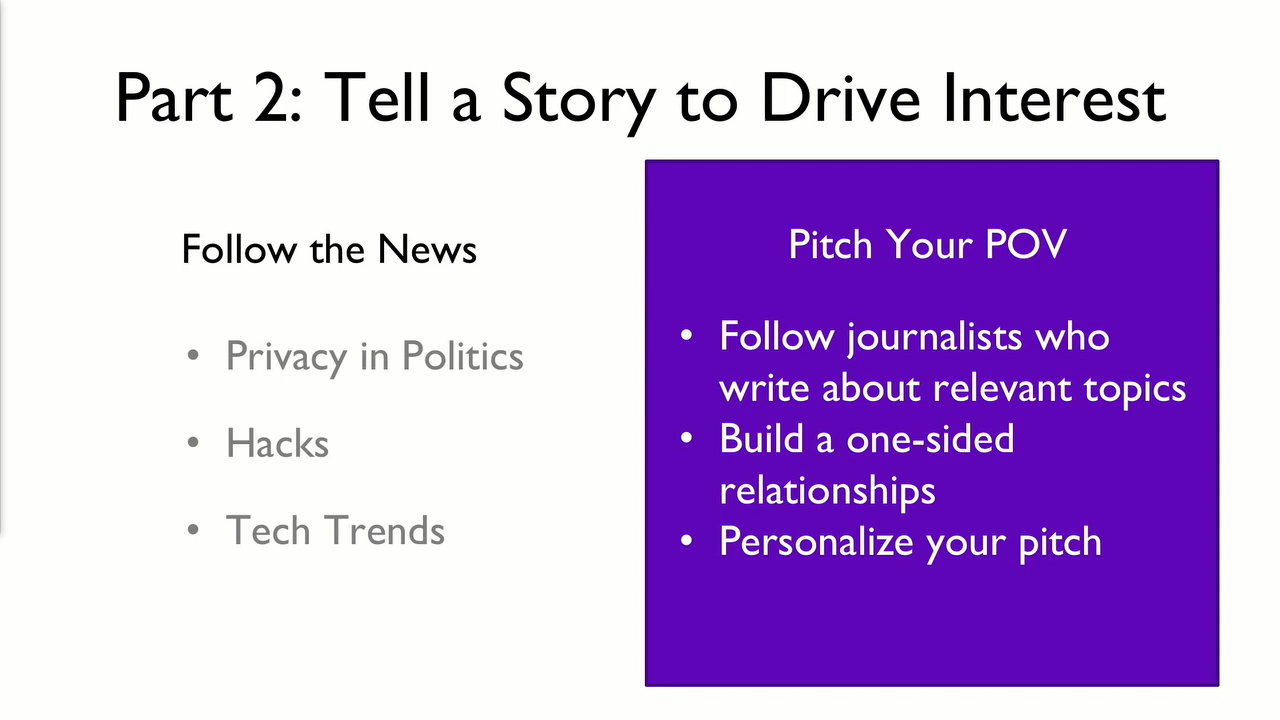 Part 2: Tell a Story to Drive Interest
Follow the News
• Privacy in Politics
• Hacks
• Tech Trends
Pitch Your POV
• Follow journalists who
write about relevant topics
• Build a one-sided
relationships
• Personalize your pitch